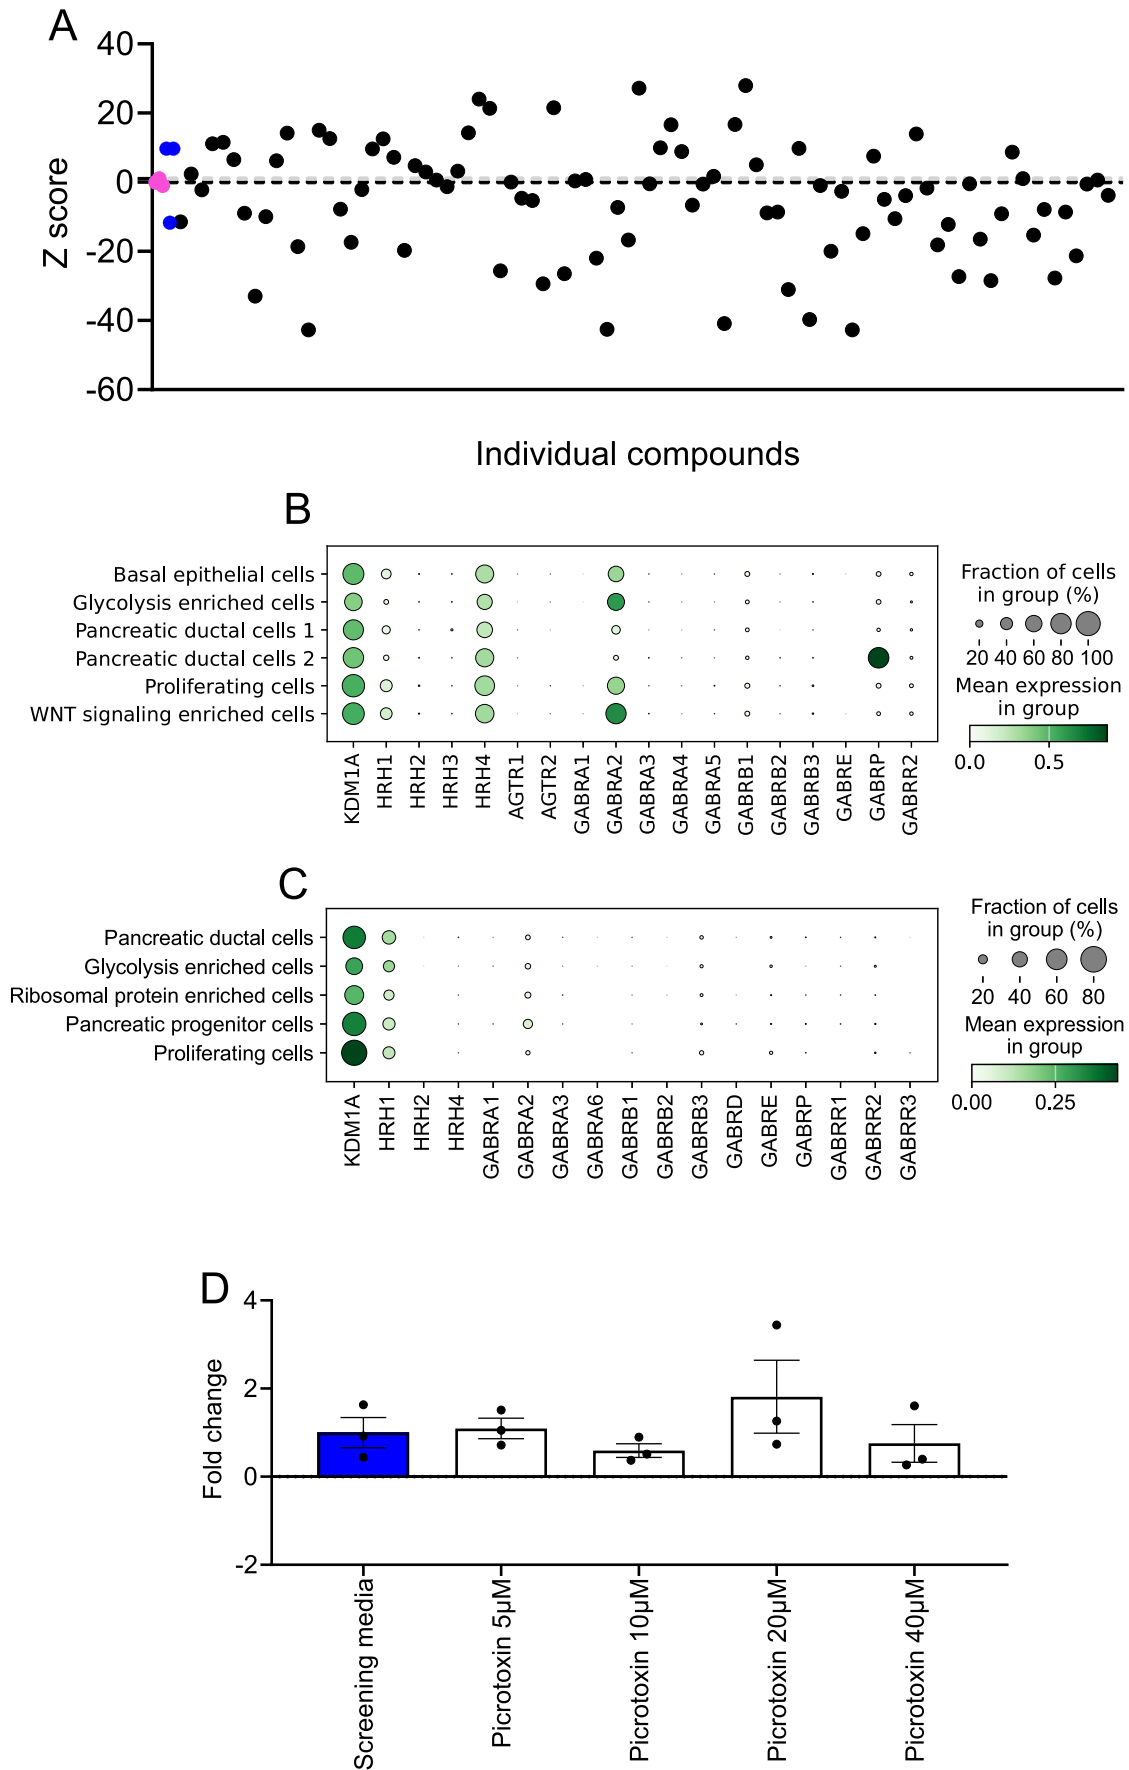 A
40
20
0
-20
-40
-60
Z score
Individual compounds
B
Basal epithelial cells
Glycolysis enriched cells
Pancreatic ductal cells 1
Pancreatic ductal cells 2
Proliferating cells
WNT signaling enriched cells
KDM1A
HRH1
HRH2
HRH3
HRH4
AGTR1
AGTR2
GABRA1
GABRA2
GABRA3
GABRA4
GABRA5
GABRB1
GABRB2
GABRB3
GABRE
GABRP
GABRR2
Fraction of cells
in group (%)
20 40 60 80 100
Mean expression
in group
0.0 0.5
C
Pancreatic ductal cells
Glycolysis enriched cells
Ribosomal protein enriched cells
Pancreatic progenitor cells
Proliferating cells
KDM1A
HRH1
HRH2
HRH4
GABRA1
GABRA2
GABRA3
GABRA6
GABRB1
GABRB2
GABRB3
GABRD
GABRE
GABRP
GABRR1
GABRR2
GABRR3
Fraction of cells
in group (%)
20 40 60 80
Mean expression
in group
0.00 0.25
D
4
2
0
-2
Fold change
Screening media
Picrotoxin 5µM
Picrotoxin 10µM
Picrotoxin 20µM
Picrotoxin 40µM